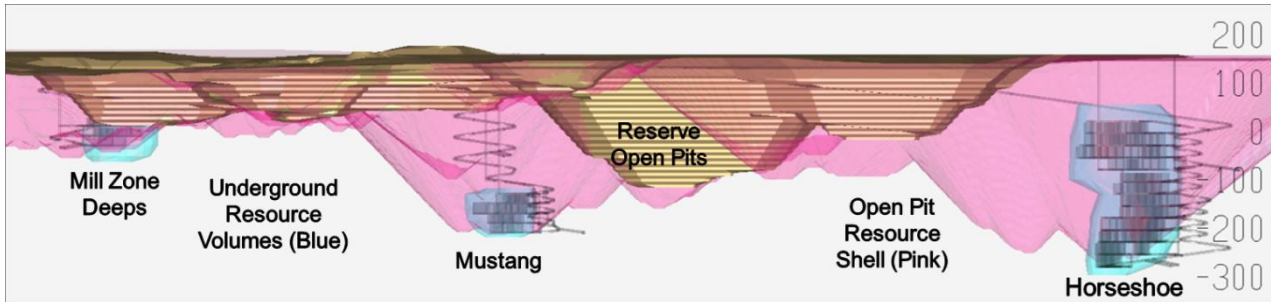 200
100
0
-100
-200
-300
Reserve
Open Pits
Mill Zone
Deeps
Underground
Resource
Volumes (Blue)
Mustang
Open Pit
Resource
Shell (Pink)
Horseshoe